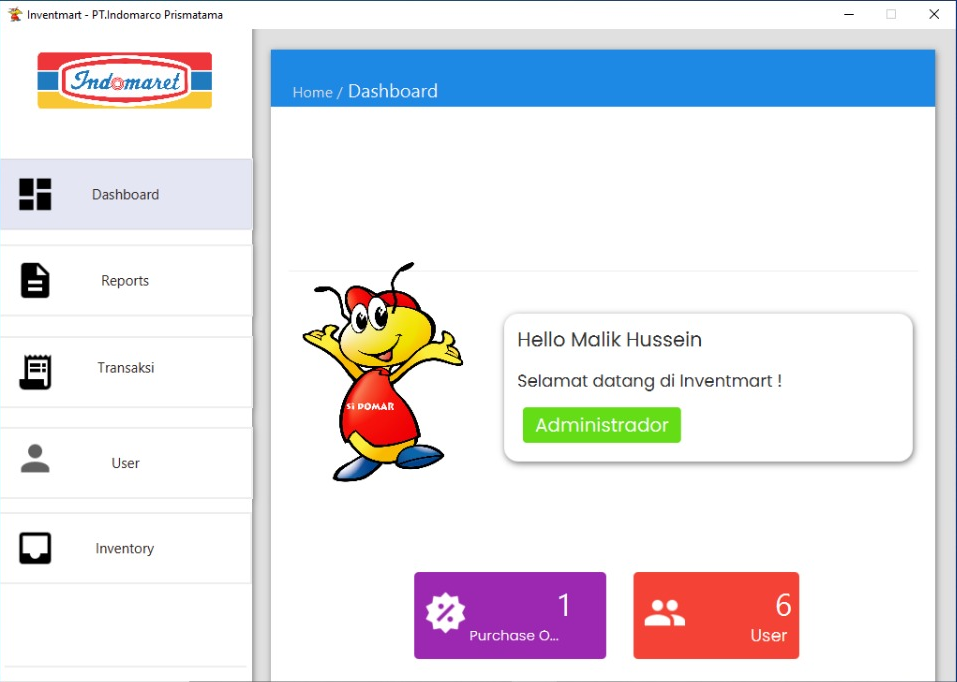 Inventmart - PT.Indomarco Prismatama
Indomaret
Home / Dashboard
Dashboard
Reports
Transaksi
User
Inventory
Si DOMAR
Hello Malik Hussein
Selamat datang di Inventmart !
Administrador
1
Purchase O...
6
User